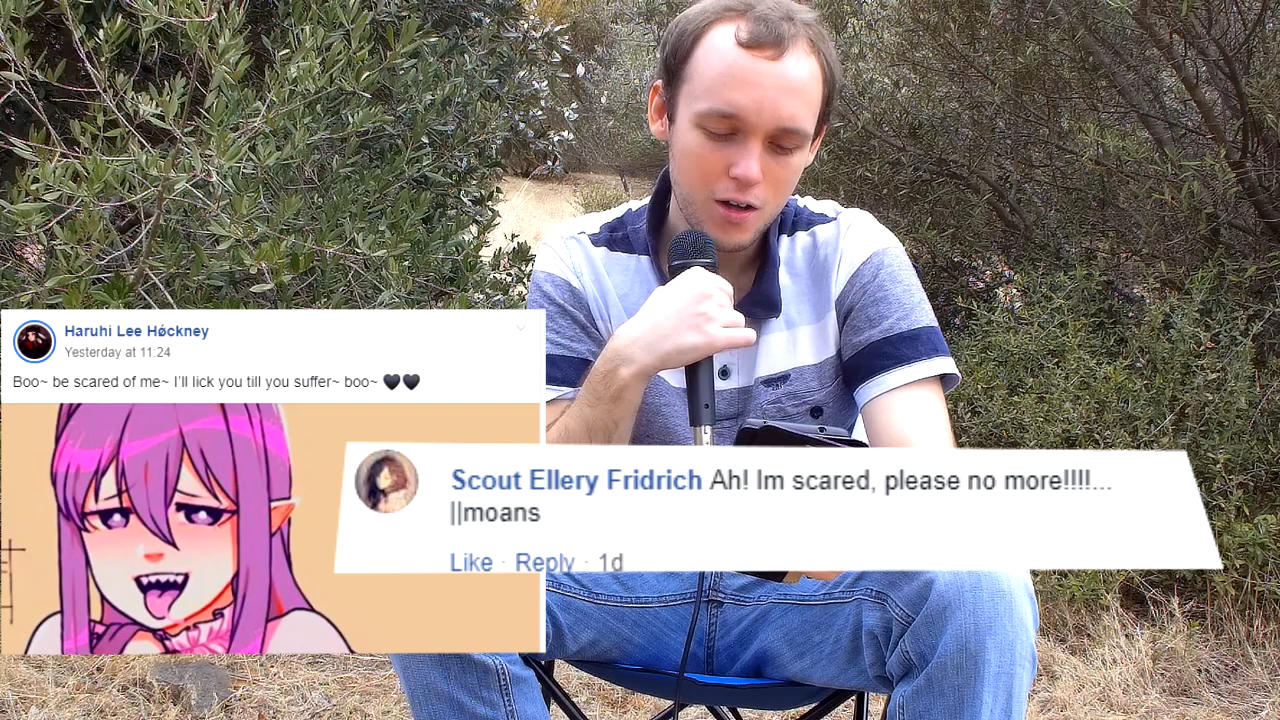 Haruhi Lee Høckney
Yesterday at 11:24
Boo~ be scared of me~ I'll lick you till you suffer~ boo~ 🖤🖤
Scout Ellery Fridrich Ah! Im scared, please no more!!!!...
||moans
Like · Reply · 1d